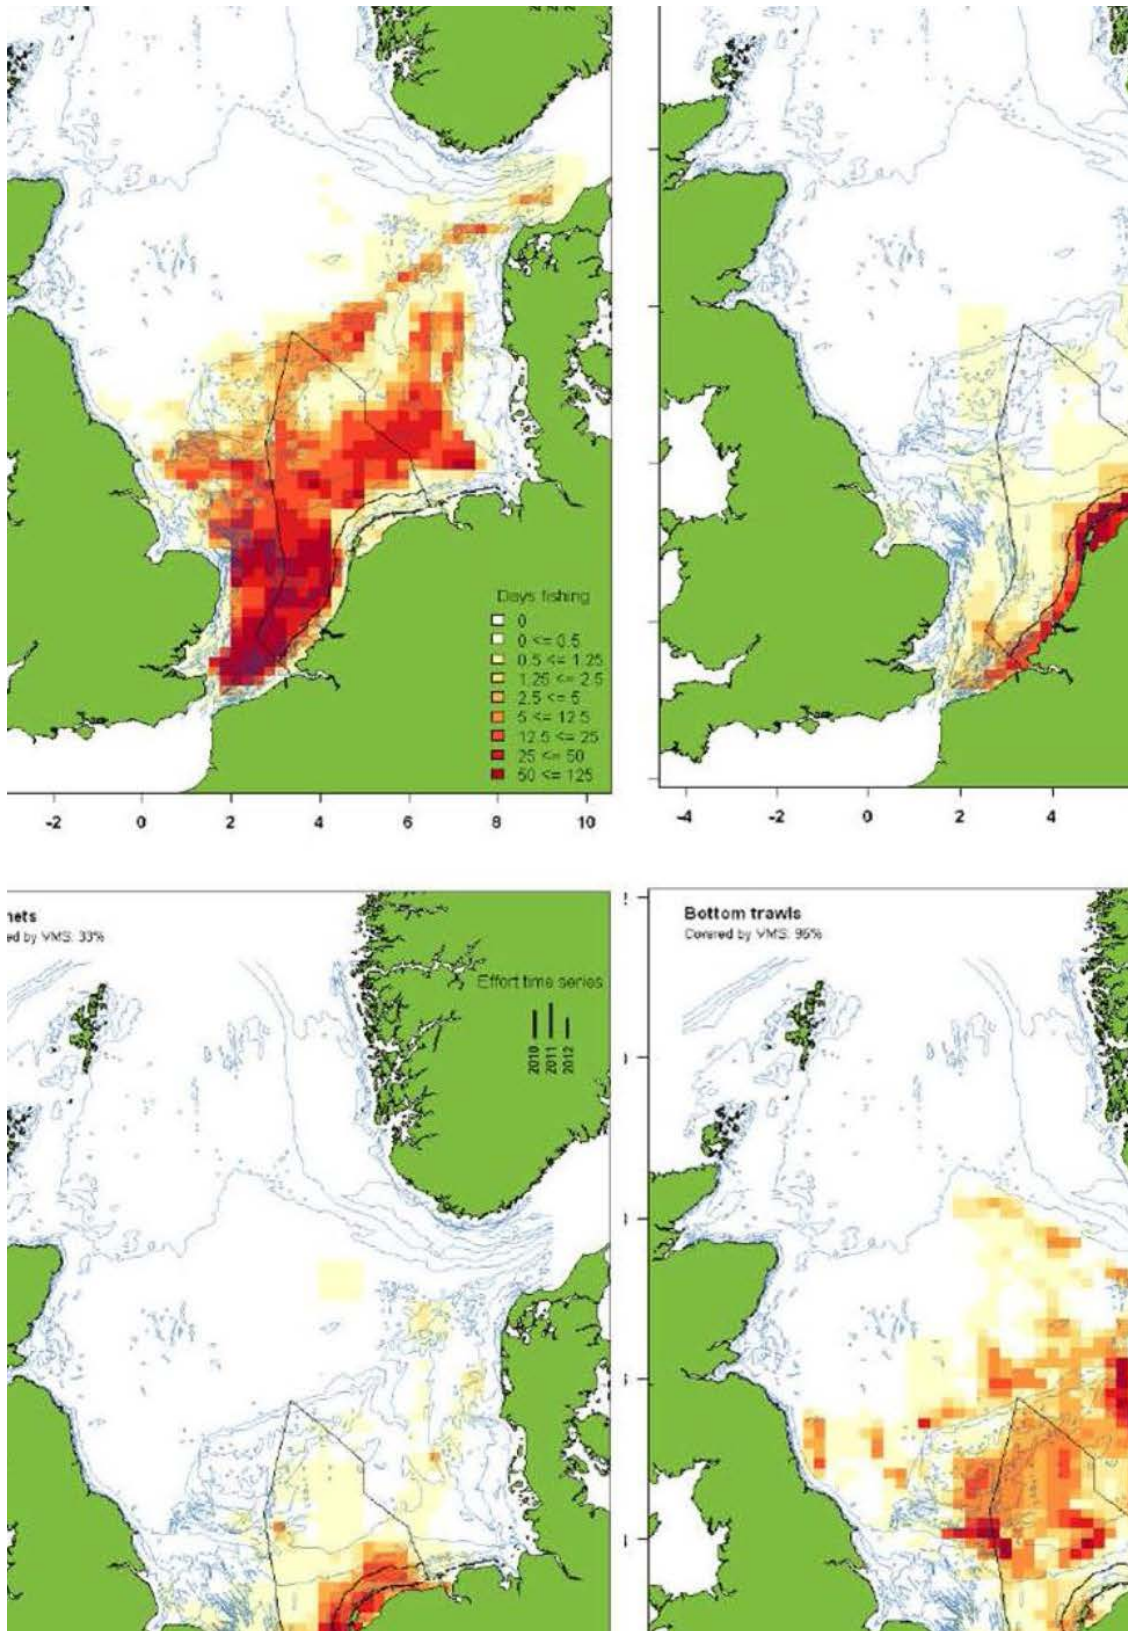 Days fishing
0
0 <= 0.5
0.5 <= 1.25
1.25 <= 2.5
2.5 <= 5
5 <= 12.5
12.5 <= 25
25 <= 50
50 <= 125
-2 0 2 4 6 8 10
-4 -2 0 2 4
nets
ed by VMS: 33%
Effort time series
2010
2011
2012
Bottom trawls
Covered by VMS: 95%